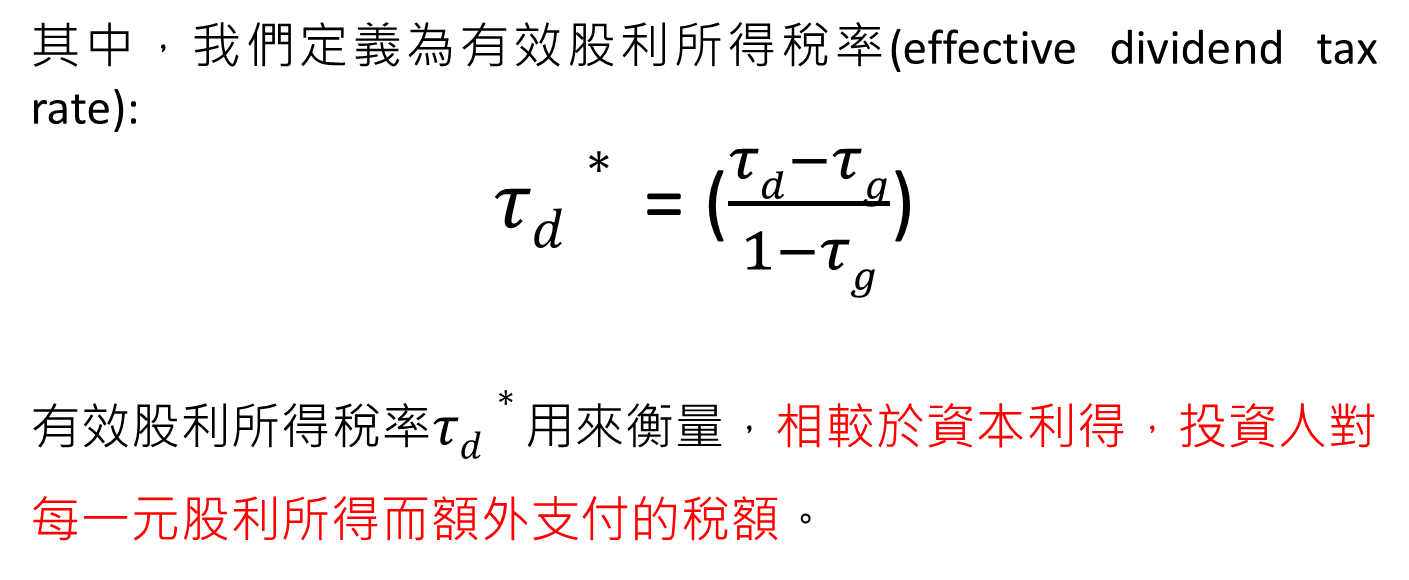 其中，我們定義為有效股利所得稅率(effective dividend tax
rate):
τ_d^* = (\frac{τ_d−τ_g}{1−τ_g})
有效股利所得稅率τ_d^*用來衡量，相較於資本利得，投資人對
每一元股利所得而額外支付的稅額。